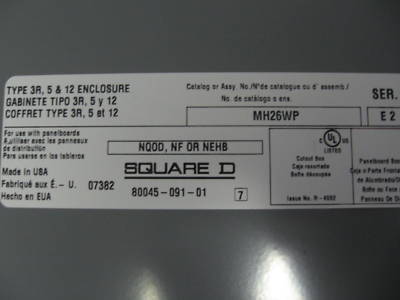 TYPE 3R, 5 & 12 ENCLOSURE
GABINETE TIPO 3R, 5 y 12
COFFRET TYPE 3R, 5 et 12
Catalog or Assy. No./N°de catalogue ou d' assemb./
No. de catálogo o ens.
SER.
MH26WP
E 2
For use with panelboards
A'utiliser avec les panneaux
de distribution
Para usarse en los tableros
NQOD, NF OR NEHB
UL
LISTED
Cutout Box
Caja recortada
Boîte découpée
Issue No. R-4692
Panelboard
Caja o Parte Frontal
de Alumbrado/Di
Boîte ou Face
Panneau De D
Made in USA
Fabriqué aux É. - U.
Hecho en EUA
07382
SQUARE D
80045-091-01
7